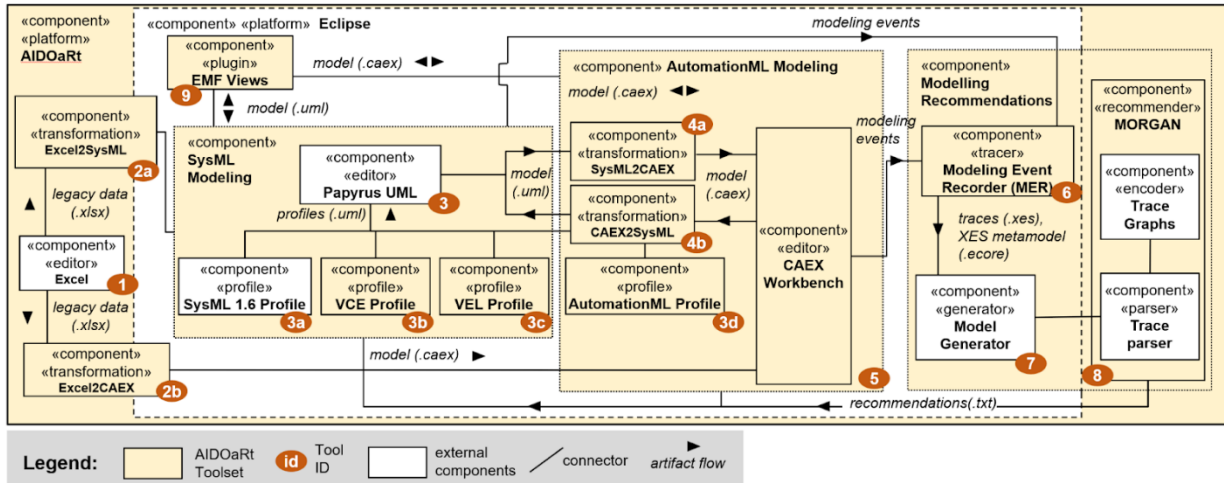 «component»
«platform»
AIDOaRt
«component» «platform» Eclipse
«component»
«plugin»
EMF Views
9
model (.caex)
model (.uml)
modeling events
«component»
«transformation»
Excel2SysML
2a
legacy data
(.xlsx)
«component»
«editor»
Excel
1
legacy data
(.xlsx)
«component»
«transformation»
Excel2CAEX
2b
«component»
SysML
Modeling
«component»
«editor»
Papyrus UML
3
profiles (.uml)
«component»
«profile»
SysML 1.6 Profile
3a
«component»
«profile»
VCE Profile
3b
«component»
«profile»
VEL Profile
3c
model
(.uml)
model (.caex)
«component» AutomationML Modeling
model (.caex)
4a
«component»
«transformation»
SysML2CAEX
«component»
«transformation»
CAEX2SysML
4b
«component»
«profile»
AutomationML Profile
3d
model
(.caex)
«component»
«editor»
CAEX
Workbench
5
modeling
events
«component»
Modelling
Recommendations
«component»
«tracer»
Modeling Event
Recorder (MER)
6
traces (.xes),
XES metamodel
(.ecore)
«component»
«generator»
Model
Generator
7
«component»
«recommender»
MORGAN
«component»
«encoder»
Trace
Graphs
«component»
«parser»
Trace
parser
8
recommendations(.txt)
Legend:
AIDOaRt
Toolset
id
Tool
ID
external
components
connector
artifact flow